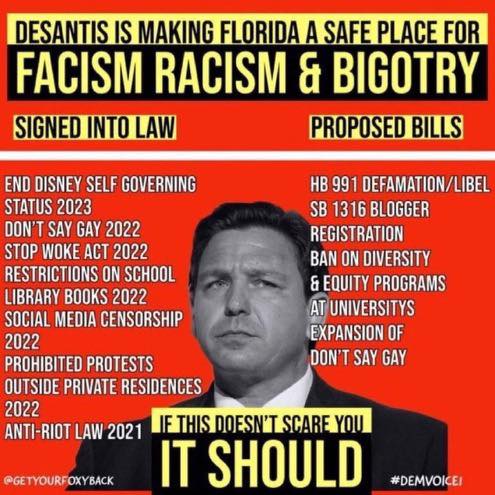 DESANTIS IS MAKING FLORIDA A SAFE PLACE FOR
FACISM RACISM & BIGOTRY
SIGNED INTO LAW
END DISNEY SELF GOVERNING
STATUS 2023
DON'T SAY GAY 2022
STOP WOKE ACT 2022
RESTRICTIONS ON SCHOOL
LIBRARY BOOKS 2022
SOCIAL MEDIA CENSORSHIP
2022
PROHIBITED PROTESTS
OUTSIDE PRIVATE RESIDENCES
2022
ANTI-RIOT LAW 2021
PROPOSED BILLS
HB 991 DEFAMATION/LIBEL
SB 1316 BLOGGER
REGISTRATION
BAN ON DIVERSITY
& EQUITY PROGRAMS
AT UNIVERSITYS
EXPANSION OF
DON'T SAY GAY
IF THIS DOESN'T SCARE YOU
IT SHOULD
@GETYOURFOXYBACK
#DEMVOICE1